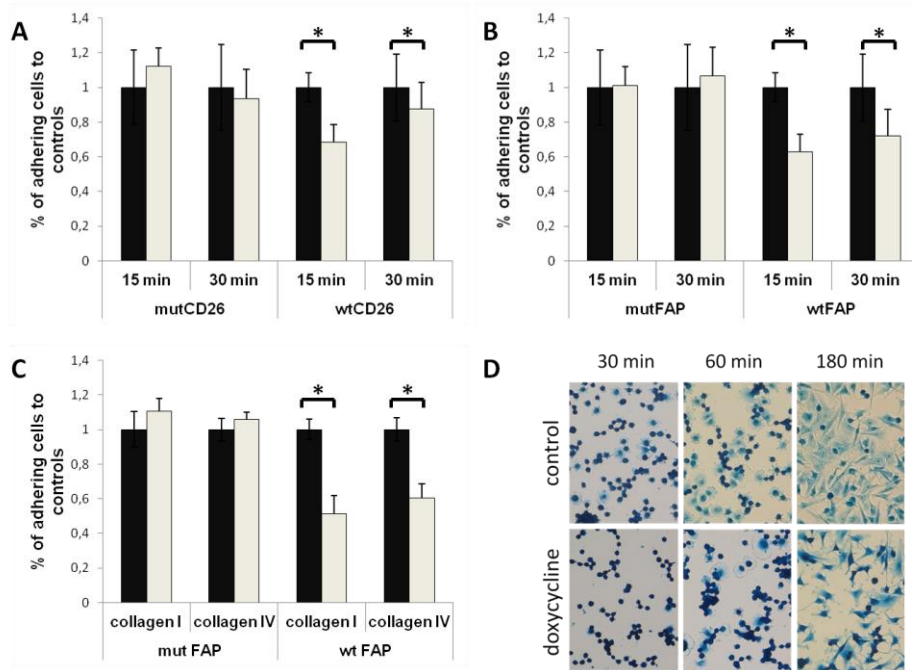 A
% of adhering cells to
controls
1,4
1,2
1
0,8
0,6
0,4
0,2
0
* *
15 min 30 min 15 min 30 min
mutCD26 wtCD26
B
% of adhering cells to
controls
1,4
1,2
1
0,8
0,6
0,4
0,2
0
* *
15 min 30 min 15 min 30 min
mutFAP wtFAP
C
% of adhering cells to
controls
1,4
1,2
1
0,8
0,6
0,4
0,2
0
* *
collagen I collagen IV collagen I collagen IV
mut FAP wt FAP
D
30 min 60 min 180 min
control
doxycycline